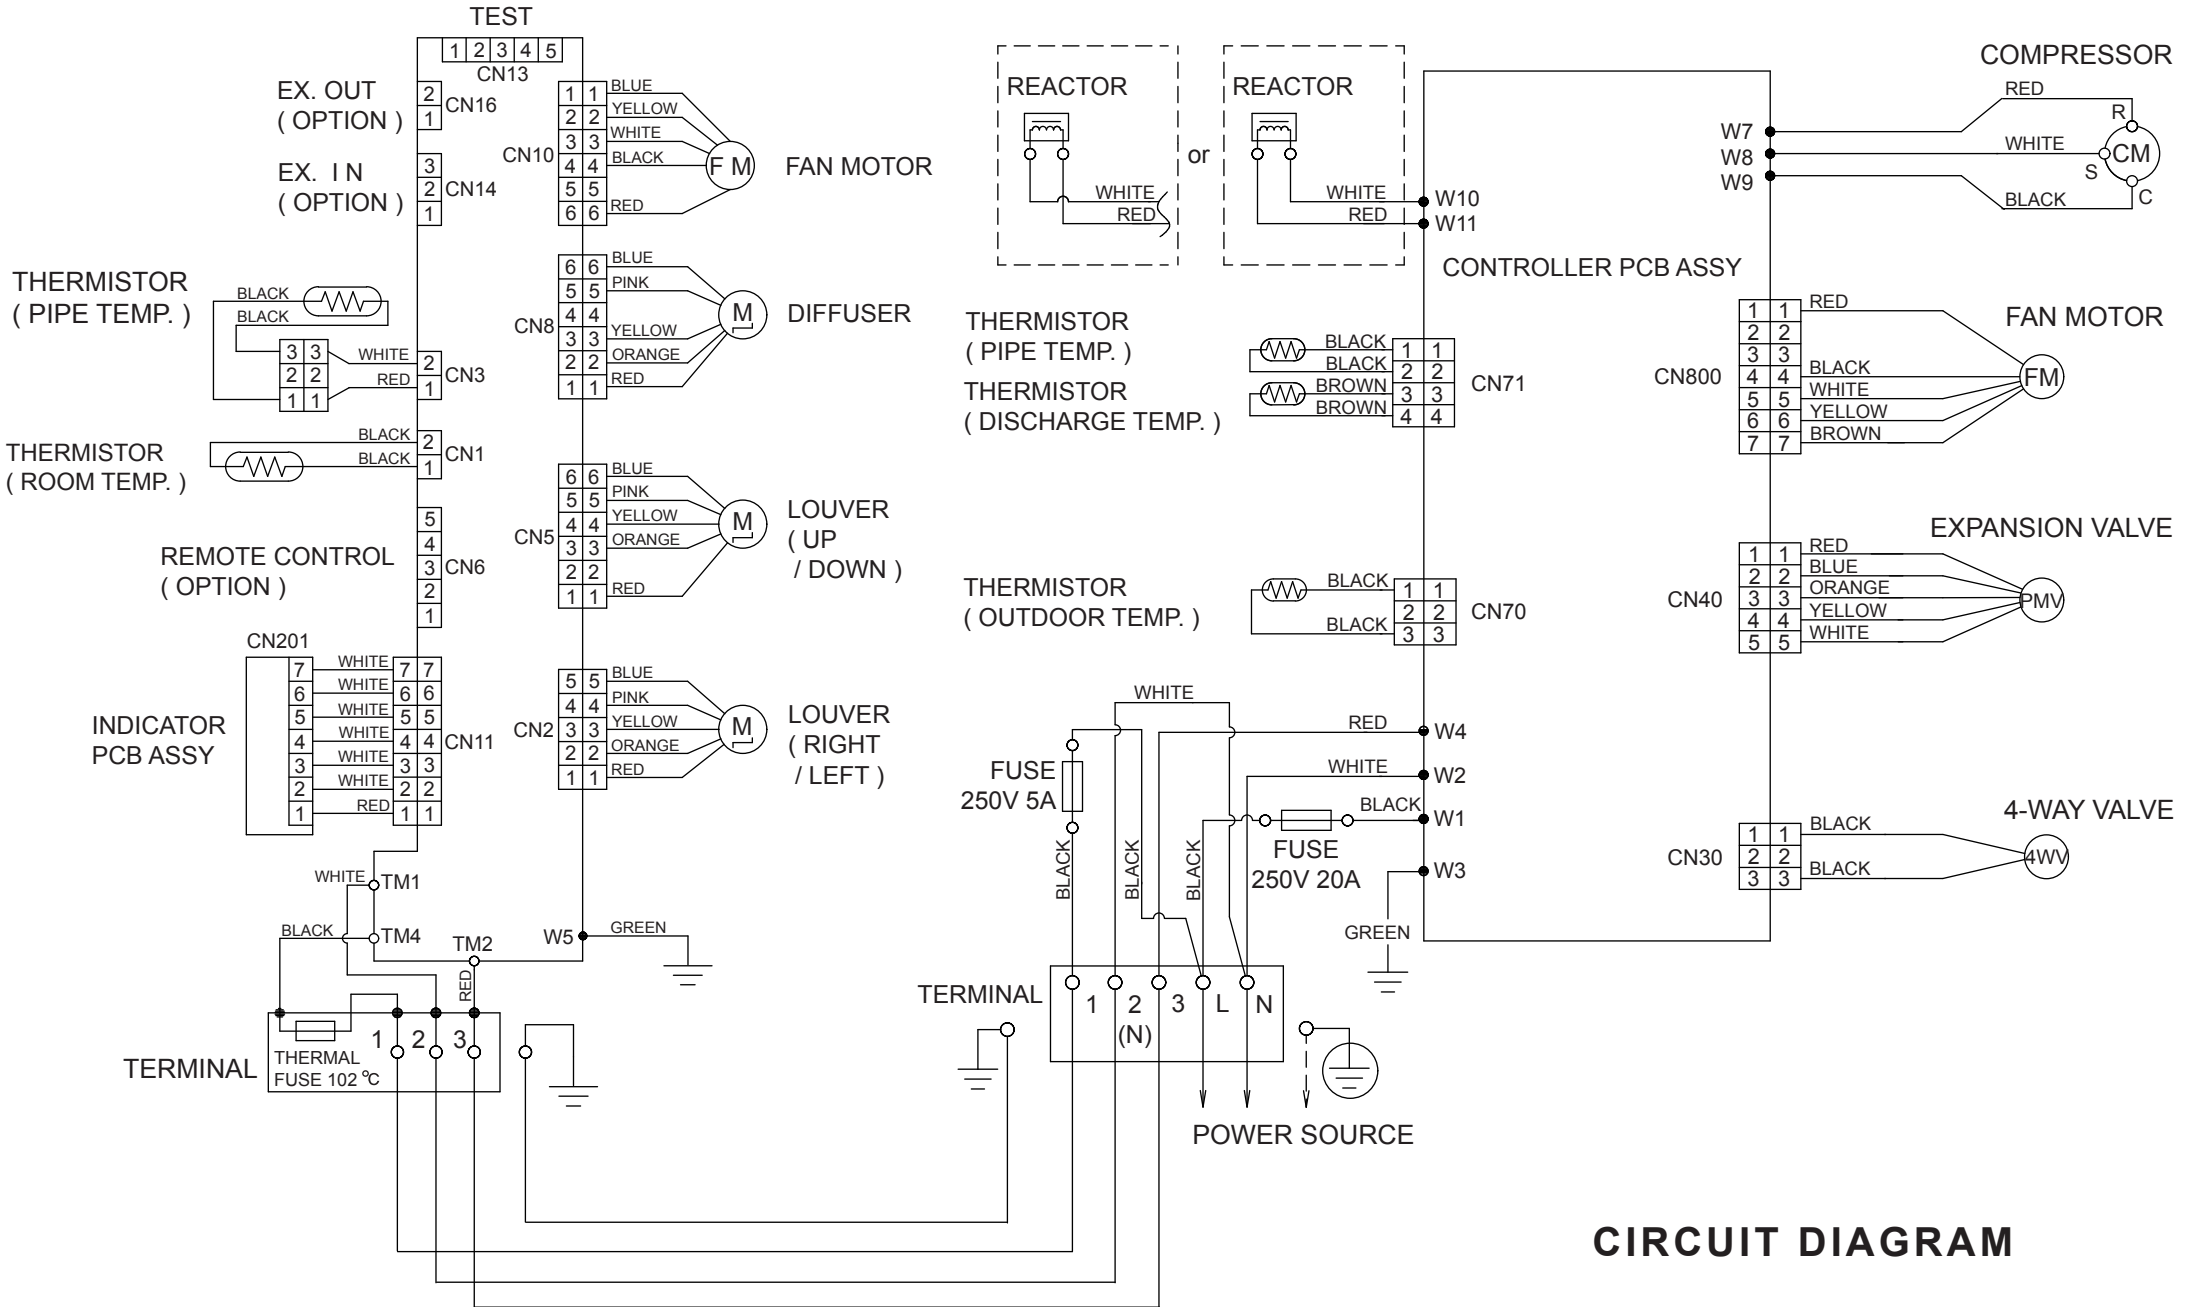 TEST
1 2 3 4 5
CN13
EX. OUT
( OPTION )
2
1
CN16
EX. I N
( OPTION )
3
2
1
CN14
THERMISTOR
( PIPE TEMP. )
BLACK
BLACK
3 3
2 2
1 1
WHITE
RED
2
1
CN3
THERMISTOR
( ROOM TEMP. )
BLACK
BLACK
2
1
CN1
REMOTE CONTROL
( OPTION )
5
4
3
2
1
CN6
CN201
INDICATOR
PCB ASSY
7 WHITE 7 7
6 WHITE 6 6
5 WHITE 5 5
4 WHITE 4 4
3 WHITE 3 3
2 WHITE 2 2
1 RED 1 1
CN11
CN10
1 1 BLUE
2 2 YELLOW
3 3 WHITE
4 4 BLACK
5 5
6 6 RED
F M
FAN MOTOR
CN8
6 6 BLUE
5 5 PINK
4 4
3 3 YELLOW
2 2 ORANGE
1 1 RED
M
DIFFUSER
CN5
6 6 BLUE
5 5 PINK
4 4 YELLOW
3 3 ORANGE
2 2
1 1 RED
M
LOUVER
( UP
/ DOWN )
CN2
5 5 BLUE
4 4 PINK
3 3 YELLOW
2 2 ORANGE
1 1 RED
M
LOUVER
( RIGHT
/ LEFT )
WHITE TM1
BLACK TM4
TM2
RED
W5 GREEN
TERMINAL
1 2 3
THERMAL
FUSE 102 °C
REACTOR
WHITE
RED
or
REACTOR
WHITE
RED
W10
W11
CONTROLLER PCB ASSY
THERMISTOR
( PIPE TEMP. )
THERMISTOR
( DISCHARGE TEMP. )
BLACK 1 1
BLACK 2 2
BROWN 3 3
BROWN 4 4
CN71
THERMISTOR
( OUTDOOR TEMP. )
BLACK 1 1
2 2
BLACK 3 3
CN70
WHITE
RED W4
WHITE W2
BLACK W1
W3
GREEN
FUSE
250V 5A
FUSE
250V 20A
BLACK
BLACK
BLACK
TERMINAL
1 2 3 L N
(N)
POWER SOURCE
COMPRESSOR
W7
W8
W9
RED
WHITE
BLACK
R
S
C
CM
FAN MOTOR
CN800
1 1 RED
2 2
3 3
4 4 BLACK
5 5 WHITE
6 6 YELLOW
7 7 BROWN
FM
EXPANSION VALVE
CN40
1 1 RED
2 2 BLUE
3 3 ORANGE
4 4 YELLOW
5 5 WHITE
PMV
4-WAY VALVE
CN30
1 1 BLACK
2 2
3 3 BLACK
4WV
CIRCUIT DIAGRAM